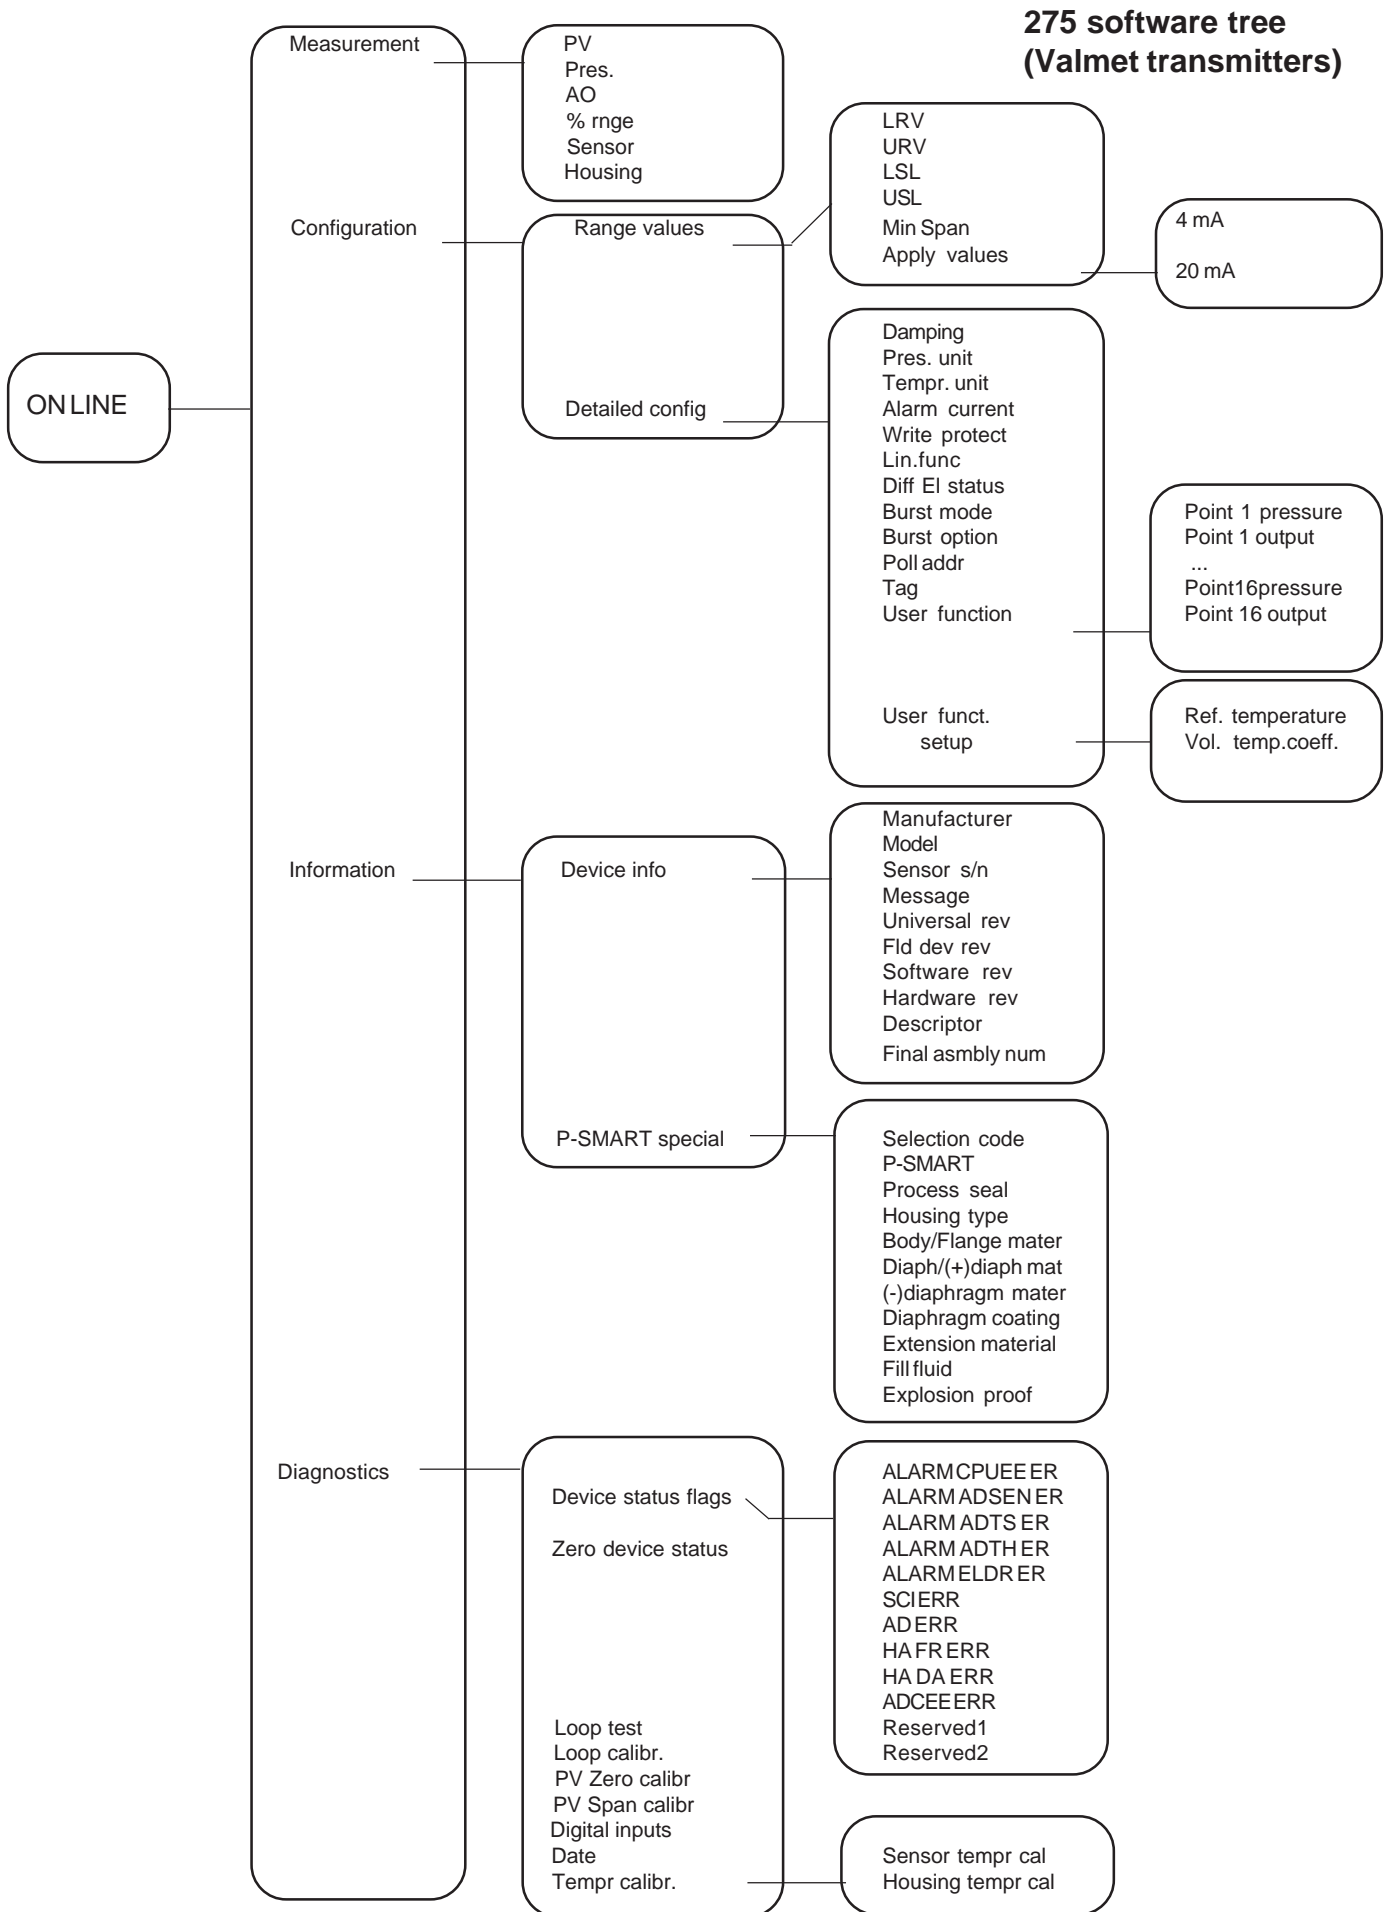 275 software tree
(Valmet transmitters)
ON LINE
Measurement
Configuration
Information
Diagnostics
PV
Pres.
AO
% rnge
Sensor
Housing
Range values
Detailed config
LRV
URV
LSL
USL
Min Span
Apply values
4 mA
20 mA
Damping
Pres. unit
Tempr. unit
Alarm current
Write protect
Lin.func
Diff El status
Burst mode
Burst option
Poll addr
Tag
User function
User funct.
setup
Point 1 pressure
Point 1 output
...
Point16pressure
Point 16 output
Ref. temperature
Vol. temp.coeff.
Device info
P-SMART special
Manufacturer
Model
Sensor s/n
Message
Universal rev
Fld dev rev
Software rev
Hardware rev
Descriptor
Final asmbly num
Selection code
P-SMART
Process seal
Housing type
Body/Flange mater
Diaph/(+)diaph mat
(-)diaphragm mater
Diaphragm coating
Extension material
Fill fluid
Explosion proof
Device status flags
Zero device status
Loop test
Loop calibr.
PV Zero calibr
PV Span calibr
Digital inputs
Date
Tempr calibr.
ALARM CPUEE ER
ALARM ADSEN ER
ALARM ADTS ER
ALARM ADTH ER
ALARM ELDR ER
SCI ERR
AD ERR
HA FR ERR
HA DA ERR
ADCEE ERR
Reserved1
Reserved2
Sensor tempr cal
Housing tempr cal